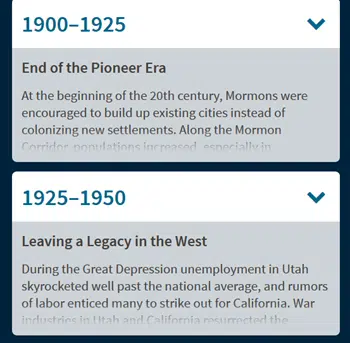 1900–1925
End of the Pioneer Era
At the beginning of the 20th century, Mormons were
encouraged to build up existing cities instead of
colonizing new settlements. Along the Mormon
Corridor, populations increased, especially in
1925–1950
Leaving a Legacy in the West
During the Great Depression unemployment in Utah
skyrocketed well past the national average, and rumors
of labor enticed many to strike out for California. War
industries in Utah and California resurrected the